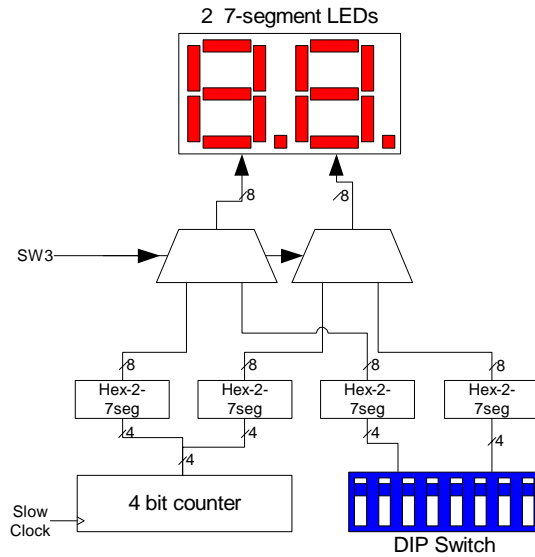 2 7-segment LEDs
8
8
SW3
8
8
8
8
Hex-2-
7seg
Hex-2-
7seg
Hex-2-
7seg
Hex-2-
7seg
4
4
4
4
4
4 bit counter
Slow
Clock
DIP Switch